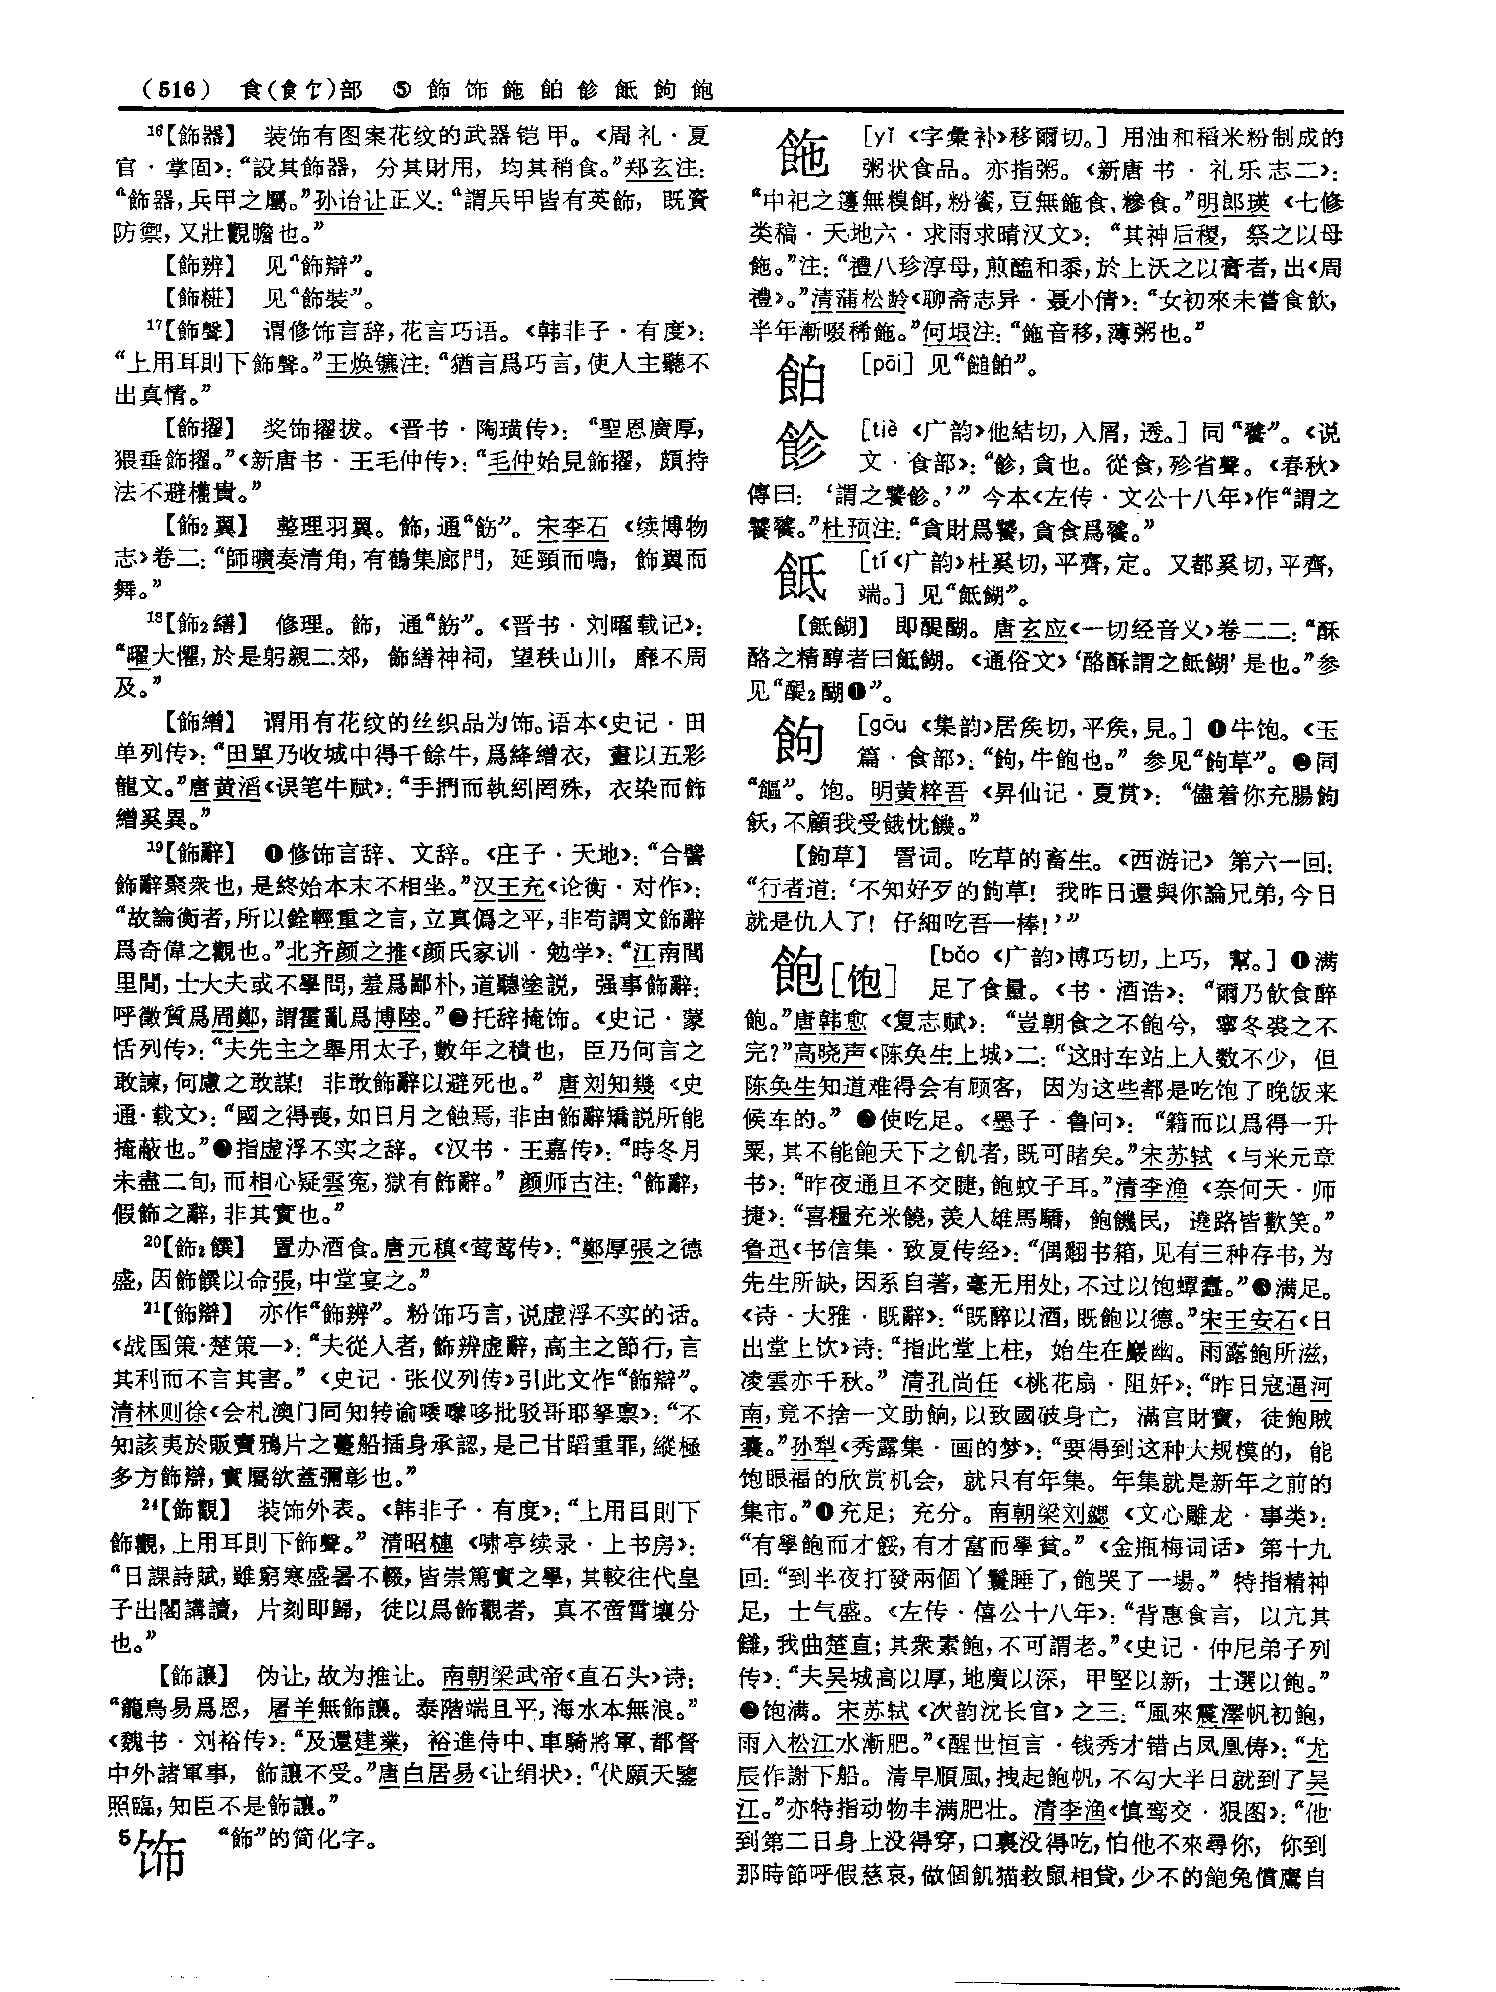 （516） 食(飠饣)部 ⑤ 飾 饰 䬁 䭆 飻 䬫 飼 飽
16【飾器】 装饰有图案花纹的武器铠甲。《周礼·夏
官·掌固》：“設其飾器，分其財用，均其稍食。”郑玄注：
“飾器，兵甲之屬。”孙诒让正义：“謂兵甲皆有英飾，既資
防禦，又壯觀瞻也。”
【飾辨】 见“飾辯”。
【飾糚】 见“飾裝”。
17【飾聲】 谓修饰言辞，花言巧语。《韩非子·有度》：
“上用耳則下飾聲。”王焕镳注：“猶言爲巧言，使人主聽不
出真情。”
【飾擢】 奖饰擢拔。《晋书·陶璜传》：“聖恩廣厚，
猥垂飾擢。”《新唐书·王毛仲传》：“毛仲始見飾擢，頗持
法不避權貴。”
【飾₂翼】 整理羽翼。飾，通“飭”。宋李石《续博物
志》卷二：“師曠奏清角，有鶴集廊門，延頸而鳴，飾翼而
舞。”
18【飾₂繕】 修理。飾，通“飭”。《晋书·刘曜载记》：
“曜大懼，於是躬親二郊，飾繕神祠，望秩山川，靡不周
及。”
【飾繒】 谓用有花纹的丝织品为饰。语本《史记·田
单列传》：“田單乃收城中得千餘牛，爲絳繒衣，畫以五彩
龍文。”唐黄滔《误笔牛赋》：“手捫而執紖罔殊，衣染而飾
繒奚異。”
19【飾辭】 ❶修饰言辞、文辞。《庄子·天地》：“合譬
飾辭聚衆也，是終始本末不相坐。”汉王充《论衡·对作》：
“故論衡者，所以銓輕重之言，立真僞之平，非苟調文飾辭
爲奇偉之觀也。”北齐颜之推《颜氏家训·勉学》：“江南閭
里閒，士大夫或不學問，羞爲鄙朴，道聽塗説，强事飾辭：
呼徵質爲周鄭，謂霍亂爲博陸。”❷托辞掩饰。《史记·蒙
恬列传》：“夫先主之舉用太子，數年之積也，臣乃何言之
敢諫，何慮之敢謀！非敢飾辭以避死也。”唐刘知幾《史
通·载文》：“國之得喪，如日月之蝕焉，非由飾辭矯説所能
掩蔽也。”❸指虚浮不实之辞。《汉书·王嘉传》：“時冬月
未盡二旬，而相心疑雲冤，獄有飾辭。”颜师古注：“飾辭，
假飾之辭，非其實也。”
20【飾₂饌】 置办酒食。唐元稹《莺莺传》：“鄭厚張之德
盛，因飾饌以命張，中堂宴之。”
21【飾辯】 亦作“飾辨”。粉饰巧言，说虚浮不实的话。
《战国策·楚策一》：“夫從人者，飾辨虚辭，高主之節行，言
其利而不言其害。”《史记·张仪列传》引此文作“飾辯”。
清林则徐《会札澳门同知转谕唩嚟哆批驳哥耶拏禀》：“不
知該夷於販賣鴉片之躉船插身承認，是己甘蹈重罪，縱極
多方飾辯，實屬欲蓋彌彰也。”
24【飾觀】 装饰外表。《韩非子·有度》：“上用目則下
飾觀，上用耳則下飾聲。”清昭槤《啸亭续录·上书房》：
“日課詩賦，雖窮寒盛暑不輟，皆崇篤實之學，其較往代皇
子出閣講讀，片刻即歸，徒以爲飾觀者，真不啻霄壤分
也。”
【飾讓】 伪让，故为推让。南朝梁武帝《直石头》诗：
“籠鳥易爲恩，屠羊無飾讓。泰階端且平，海水本無浪。”
《魏书·刘裕传》：“及還建業，裕進侍中、車騎將軍、都督
中外諸軍事，飾讓不受。”唐白居易《让绢状》：“伏願天鑒
照臨，知臣不是飾讓。”
5饰 “飾”的简化字。
䬁 [yǐ 《字彙补》移爾切。] 用油和稻米粉制成的
粥状食品。亦指粥。《新唐书·礼乐志二》：
“中祀之籩無糗餌，粉餈，豆無䬁食、糝食。”明郎瑛《七修
类稿·天地六·求雨求晴汉文》：“其神后稷，祭之以母
䬁。”注：“禮八珍淳母，煎醢和黍，於上沃之以膏者，出《周
禮》。”清蒲松龄《聊斋志异·聂小倩》：“女初來未嘗食飲，
半年漸啜稀䬁。”何垠注：“䬁音移，薄粥也。”
[pōi] 见“䭔
飻 [tiè 《广韵》他結切，入屑，透。] 同“餮”。《说
文·食部》：“飻，貪也。從食，殄省聲。《春秋》
傳曰：‘謂之饕飻。’” 今本《左传·文公十八年》作“謂之
饕餮。”杜预注：“貪財爲饕，貪食爲餮。”
[tí 《广韵》杜奚切，平齊，定。又都奚切，平齊，
端。] 见“䬫餬”。
【䬫餬】 即醍醐。唐玄应《一切经音义》卷二二：“酥
酪之精醇者曰䬫餬。《通俗文》‘酪酥謂之䬫餬’是也。”参
见“醍₂醐❶”。
[gōu 《集韵》居矦切，平矦，見。] ❶牛饱。《玉
篇·食部》：“䬲，牛飽也。” 参见“䬲草”。❷同
“饇”。饱。明黄粹吾《昇仙记·夏赏》：“儘着你充腸䬲
飫，不顧我受餓忱饑。”
【䬲草】 詈词。吃草的畜生。《西游记》第六一回：
“行者道：‘不知好歹的䬲草！我昨日還與你論兄弟，今日
就是仇人了！仔細吃吾一棒！’”
飽[饱] [bǎo 《广韵》博巧切，上巧，幫。] ❶满
足了食量。《书·酒诰》：“爾乃飲食醉
飽。”唐韩愈《复志赋》：“豈朝食之不飽兮，寧冬裘之不
完？”高晓声《陈奂生上城》二：“这时车站上人数不少，但
陈奂生知道难得会有顾客，因为这些都是吃饱了晚饭来
候车的。” ❷使吃足。《墨子·鲁问》：“籍而以爲得一升
粟，其不能飽天下之飢者，既可睹矣。”宋苏轼《与米元章
书》：“昨夜通旦不交睫，飽蚊子耳。”清李渔《奈何天·师
捷》：“喜糧充米饒，羡人雄馬驕，飽饑民，遶路皆歡笑。”
鲁迅《书信集·致夏传经》：“偶翻书箱，见有三种存书，为
先生所缺，因系自著，毫无用处，不过以饱蟫蠹。”❸满足。
《诗·大雅·既醉》：“既醉以酒，既飽以德。”宋王安石《日
出堂上饮》诗：“指此堂上柱，始生在巖幽。雨露飽所滋，
凌雲亦千秋。” 清孔尚任《桃花扇·阻奸》：“昨日寇逼河
南，竟不捨一文助餉，以致國破身亡，滿宫財寳，徒飽賊
囊。”孙犁《秀露集·画的梦》：“要得到这种大规模的，能
饱眼福的欣赏机会，就只有年集。年集就是新年之前的
集市。”❹充足；充分。南朝梁刘勰《文心雕龙·事类》：
“有學飽而才餒，有才富而學貧。”《金瓶梅词话》第十九
回：“到半夜打發兩個丫鬟睡了，飽哭了一場。”特指精神
足，士气盛。《左传·僖公十八年》：“背惠食言，以亢其
讎，我曲楚直；其衆素飽，不可謂老。”《史记·仲尼弟子列
传》：“夫吴城高以厚，地廣以深，甲堅以新，士選以飽。”
❺饱满。宋苏轼《次韵沈长官》之三：“風來震澤帆初飽，
雨入松江水漸肥。”《醒世恒言·钱秀才错占凤凰俦》：“尤
辰作謝下船。清早順風，拽起飽帆，不勾大半日就到了吴
江。”亦特指动物丰满肥壮。清李渔《慎鸾交·狠图》：“他
到第二日身上没得穿，口裏没得吃，怕他不來尋你，你到
那時節呼假慈哀，做個飢猫救鼠相貸，少不的飽兔償鷹自